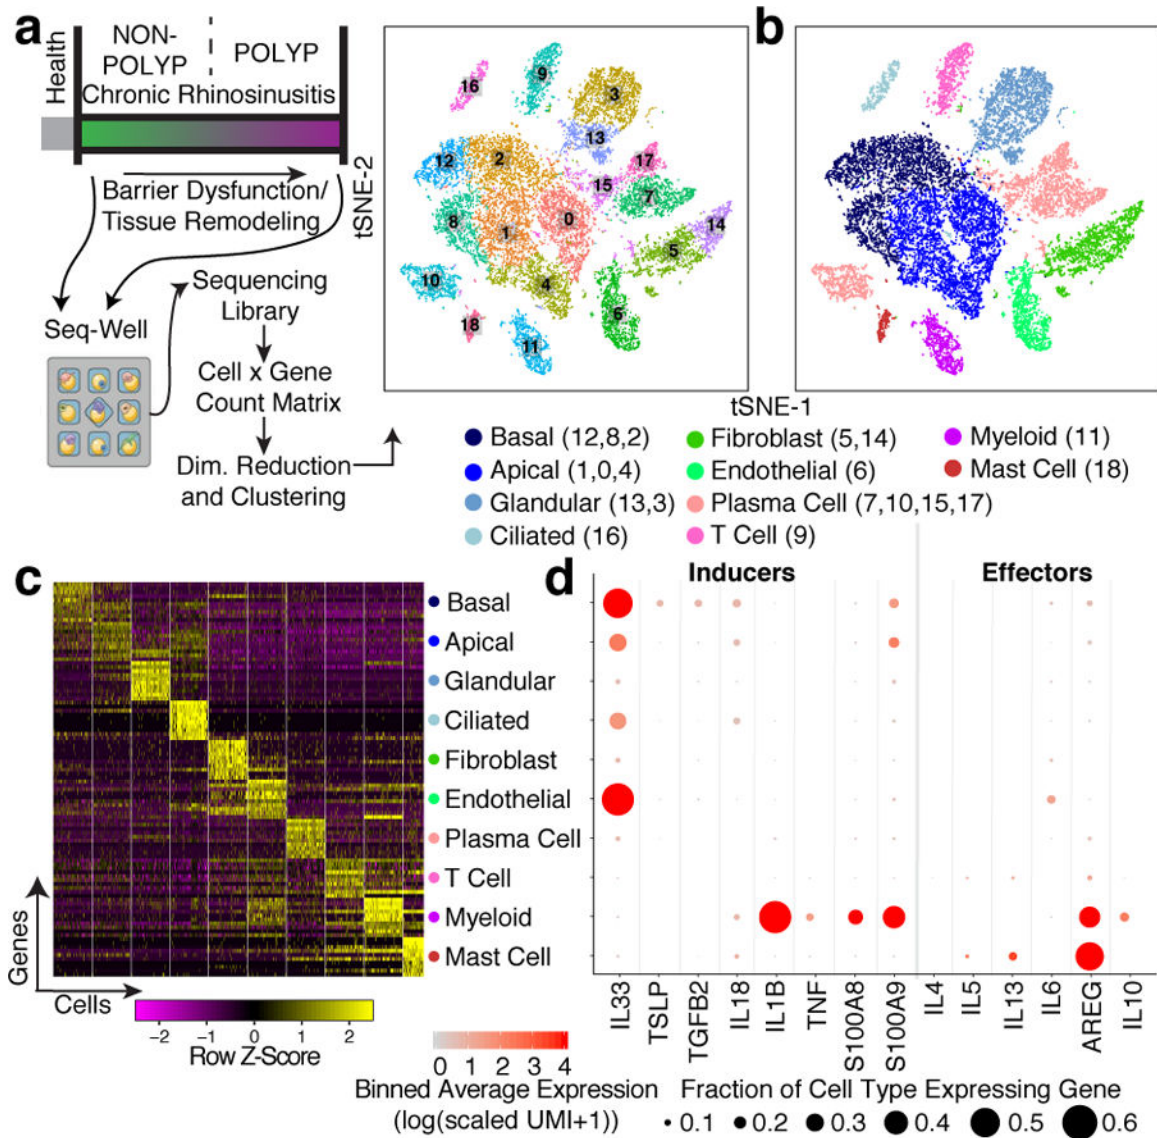 a
Health
NON-
POLYP
POLYP
Chronic Rhinosinusitis
Barrier Dysfunction/
Tissue Remodeling
Seq-Well
Sequencing
Library
Cell x Gene
Count Matrix
Dim. Reduction
and Clustering
tSNE-2
16
9
3
13
12
2
17
15
7
0
14
8
1
5
10
4
6
18
11
b
tSNE-1
Basal (12,8,2)
Apical (1,0,4)
Glandular (13,3)
Ciliated (16)
Fibroblast (5,14)
Endothelial (6)
Plasma Cell (7,10,15,17)
T Cell (9)
Myeloid (11)
Mast Cell (18)
c
Genes
Cells
Basal
Apical
Glandular
Ciliated
Fibroblast
Endothelial
Plasma Cell
T Cell
Myeloid
Mast Cell
-2 -1 0 1 2
Row Z-Score
d
Inducers
Effectors
IL33
TSLP
TGFB2
IL18
IL1B
TNF
S100A8
S100A9
IL4
IL5
IL13
IL6
AREG
IL10
0 1 2 3 4
Binned Average Expression
(log(scaled UMI+1))
Fraction of Cell Type Expressing Gene
0.1 0.2 0.3 0.4 0.5 0.6